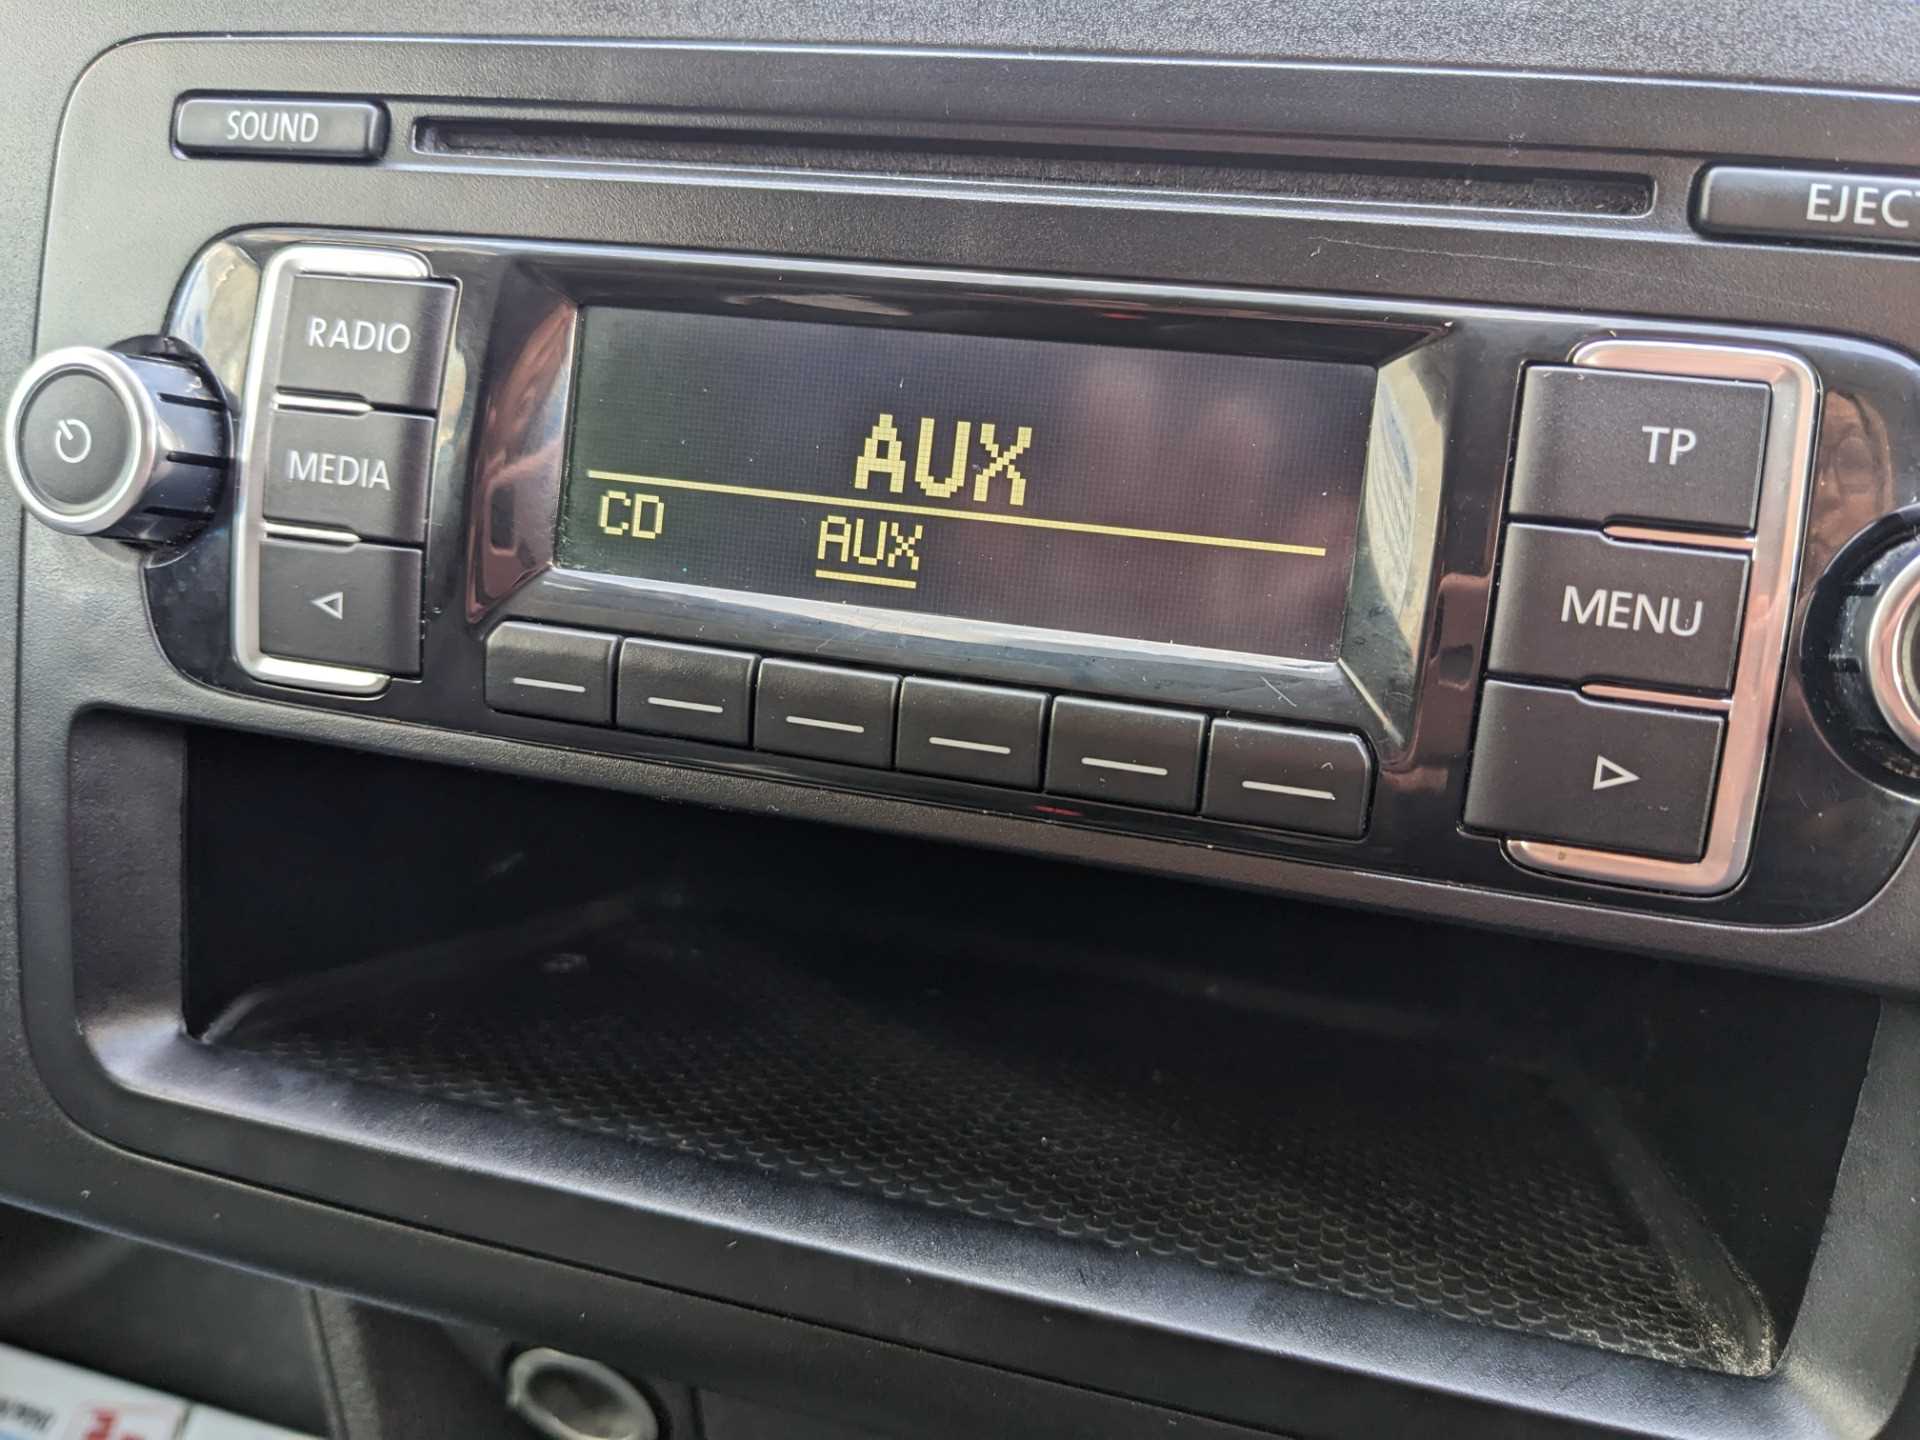 SOUND
EJECT
RADIO
MEDIA
AUX
CD AUX
TP
MENU